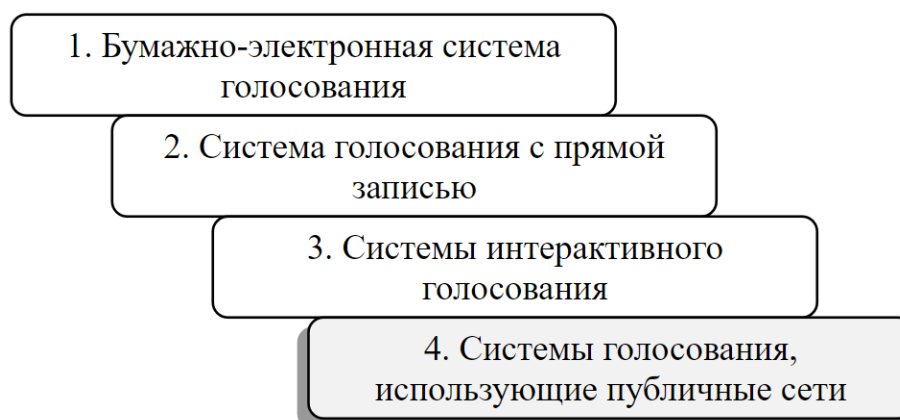 1. Бумажно-электронная система
голосования
2. Система голосования с прямой
записью
3. Системы интерактивного
голосования
4. Системы голосования,
использующие публичные сети